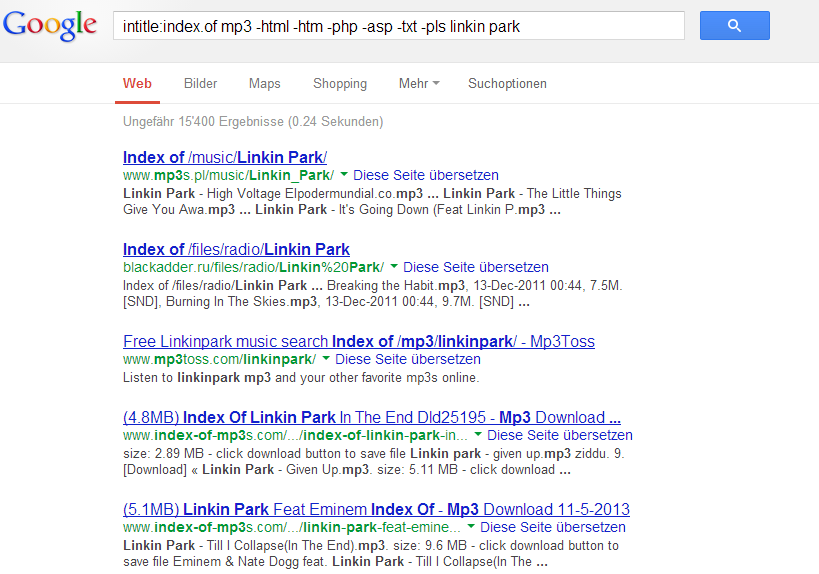 Google intitle:index.of mp3 -html -htm -php -asp -txt -pls linkin park
Web Bilder Maps Shopping Mehr Suchoptionen
Ungefähr 15'400 Ergebnisse (0.24 Sekunden)
Index of /music/Linkin Park/
www.mp3s.pl/music/Linkin_Park/ Diese Seite übersetzen
Linkin Park - High Voltage Elpodermundial.co.mp3 ... Linkin Park - The Little Things
Give You Awa.mp3 ... Linkin Park - It's Going Down (Feat Linkin P.mp3 ...
Index of /files/radio/Linkin Park
blackadder.ru/files/radio/Linkin%20Park/ Diese Seite übersetzen
Index of /files/radio/Linkin Park ... Breaking the Habit.mp3, 13-Dec-2011 00:44, 7.5M.
[SND], Burning In The Skies.mp3, 13-Dec-2011 00:44, 9.7M. [SND] ...
Free Linkinpark music search Index of /mp3/linkinpark/ - Mp3Toss
www.mp3toss.com/linkinpark/ Diese Seite übersetzen
Listen to linkinpark mp3 and your other favorite mp3s online.
(4.8MB) Index Of Linkin Park In The End Dld25195 - Mp3 Download ...
www.index-of-mp3s.com/.../index-of-linkin-park-in... Diese Seite übersetzen
size: 2.89 MB - click download button to save file Linkin park - given up.mp3 ziddu. 9.
[Download] « Linkin Park - Given Up.mp3. size: 5.11 MB - click download ...
(5.1MB) Linkin Park Feat Eminem Index Of - Mp3 Download 11-5-2013
www.index-of-mp3s.com/.../linkin-park-feat-emine... Diese Seite übersetzen
Linkin Park - Till I Collapse(In The End).mp3. size: 9.6 MB - click download button to
save file Eminem & Nate Dogg feat. Linkin Park - Till I Collapse(In The ...